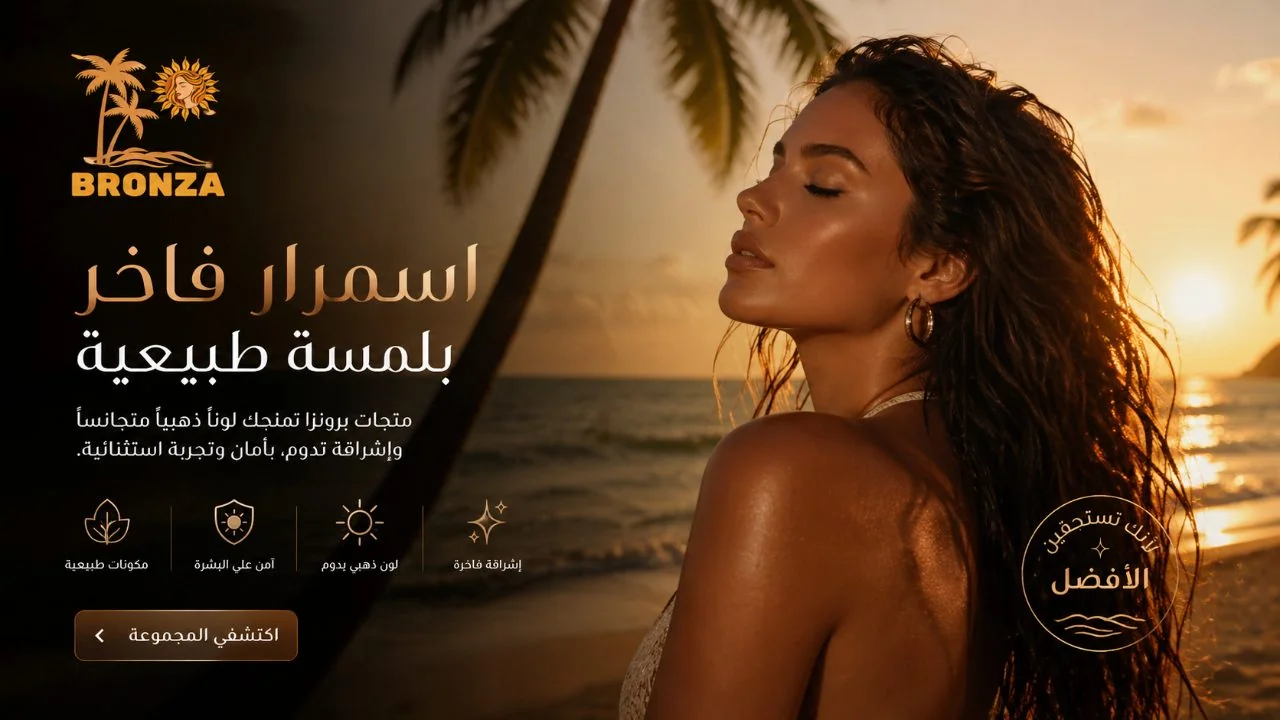 BRONZA
اسمرار فاخر
بلمسة طبيعية
متجات برونزا تمنحك لوناً ذهبياً متجانساً
وإشراقة تدوم، بأمان وتجربة استثنائية.
إشراقة فاخرة
لون ذهبي يدوم
آمن علي البشرة
مكونات طبيعية
اكتشفي المجموعة
لأنك تستحقين
الأفضل